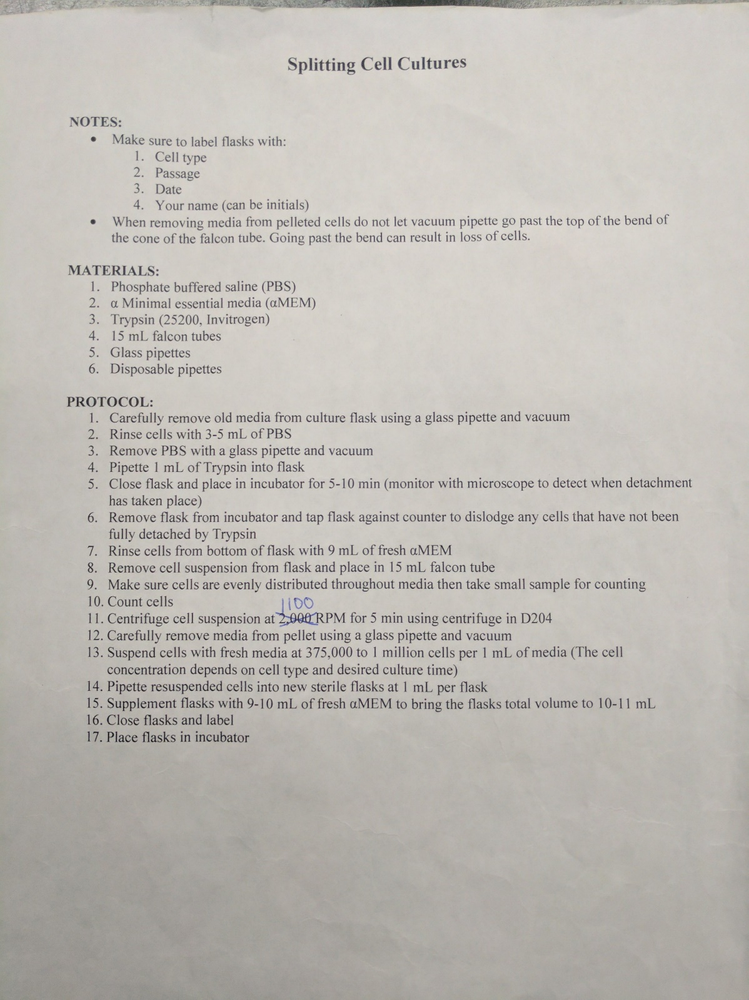 Splitting Cell Cultures
NOTES:
• Make sure to label flasks with:
1. Cell type
2. Passage
3. Date
4. Your name (can be initials)
• When removing media from pelleted cells do not let vacuum pipette go past the top of the bend of
the cone of the falcon tube. Going past the bend can result in loss of cells.
MATERIALS:
1. Phosphate buffered saline (PBS)
2. α Minimal essential media (αMEM)
3. Trypsin (25200, Invitrogen)
4. 15 mL falcon tubes
5. Glass pipettes
6. Disposable pipettes
PROTOCOL:
1. Carefully remove old media from culture flask using a glass pipette and vacuum
2. Rinse cells with 3-5 mL of PBS
3. Remove PBS with a glass pipette and vacuum
4. Pipette 1 mL of Trypsin into flask
5. Close flask and place in incubator for 5-10 min (monitor with microscope to detect when detachment
has taken place)
6. Remove flask from incubator and tap flask against counter to dislodge any cells that have not been
fully detached by Trypsin
7. Rinse cells from bottom of flask with 9 mL of fresh αMEM
8. Remove cell suspension from flask and place in 15 mL falcon tube
9. Make sure cells are evenly distributed throughout media then take small sample for counting
10. Count cells
1100
11. Centrifuge cell suspension at 2,000 RPM for 5 min using centrifuge in D204
12. Carefully remove media from pellet using a glass pipette and vacuum
13. Suspend cells with fresh media at 375,000 to 1 million cells per 1 mL of media (The cell
concentration depends on cell type and desired culture time)
14. Pipette resuspended cells into new sterile flasks at 1 mL per flask
15. Supplement flasks with 9-10 mL of fresh αMEM to bring the flasks total volume to 10-11 mL
16. Close flasks and label
17. Place flasks in incubator